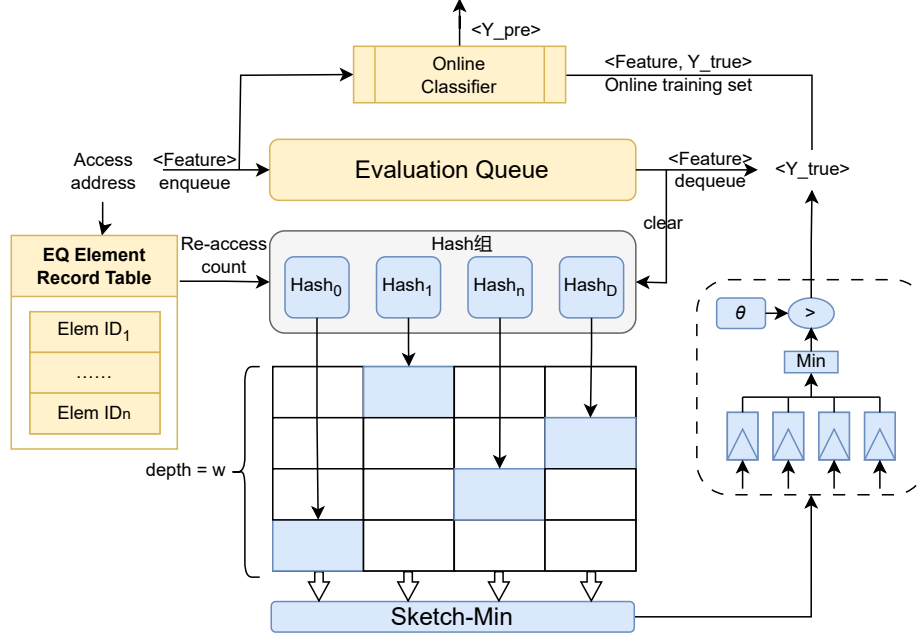 <Y_pre>
Online
Classifier
<Feature, Y_true>
Online training set
Access
address
<Feature>
enqueue
Evaluation Queue
<Feature>
dequeue
<Y_true>
clear
EQ Element
Record Table
Elem ID1
......
Elem IDn
Re-access
count
Hash组
Hash0
Hash1
Hashn
HashD
θ
>
Min
depth = w
Sketch-Min